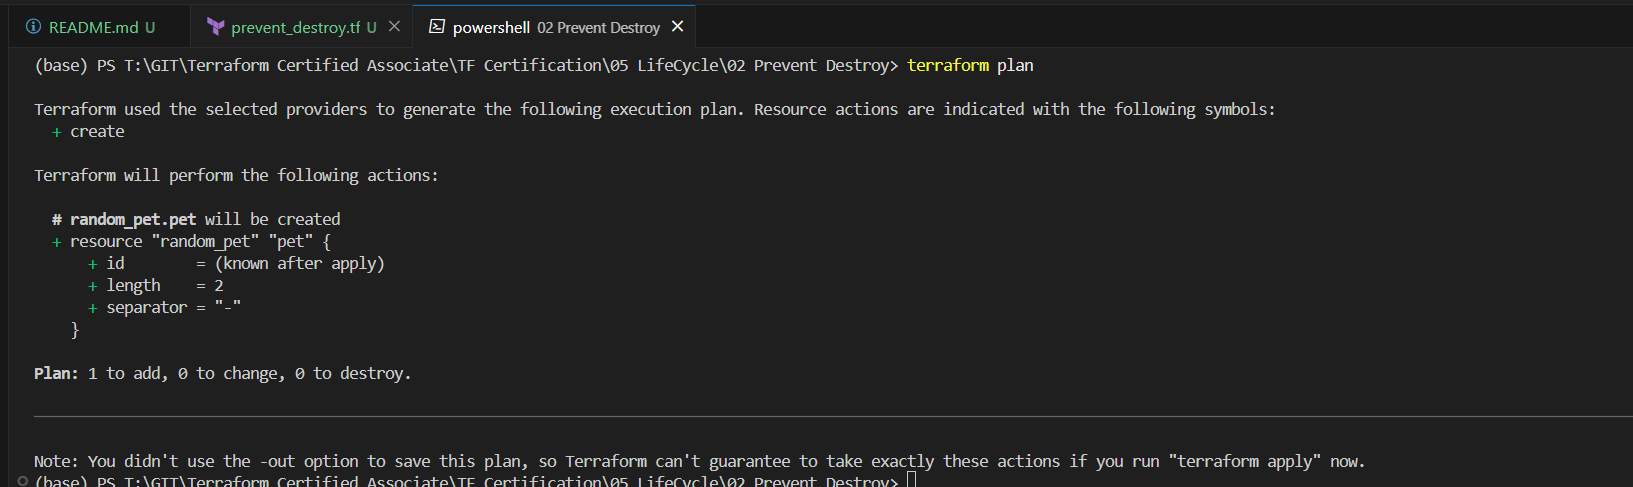 README.md U prevent_destroy.tf U powershell 02 Prevent Destroy
(base) PS T:\GIT\Terraform Certified Associate\TF Certification\05 LifeCycle\02 Prevent Destroy> terraform plan
Terraform used the selected providers to generate the following execution plan. Resource actions are indicated with the following symbols:
+ create
Terraform will perform the following actions:
# random_pet.pet will be created
+ resource "random_pet" "pet" {
+ id = (known after apply)
+ length = 2
+ separator = "-"
}
Plan: 1 to add, 0 to change, 0 to destroy.
Note: You didn't use the -out option to save this plan, so Terraform can't guarantee to take exactly these actions if you run "terraform apply" now.
(base) PS T:\GIT\Terraform Certified Associate\TF Certification\05 LifeCycle\02 Prevent Destroy>